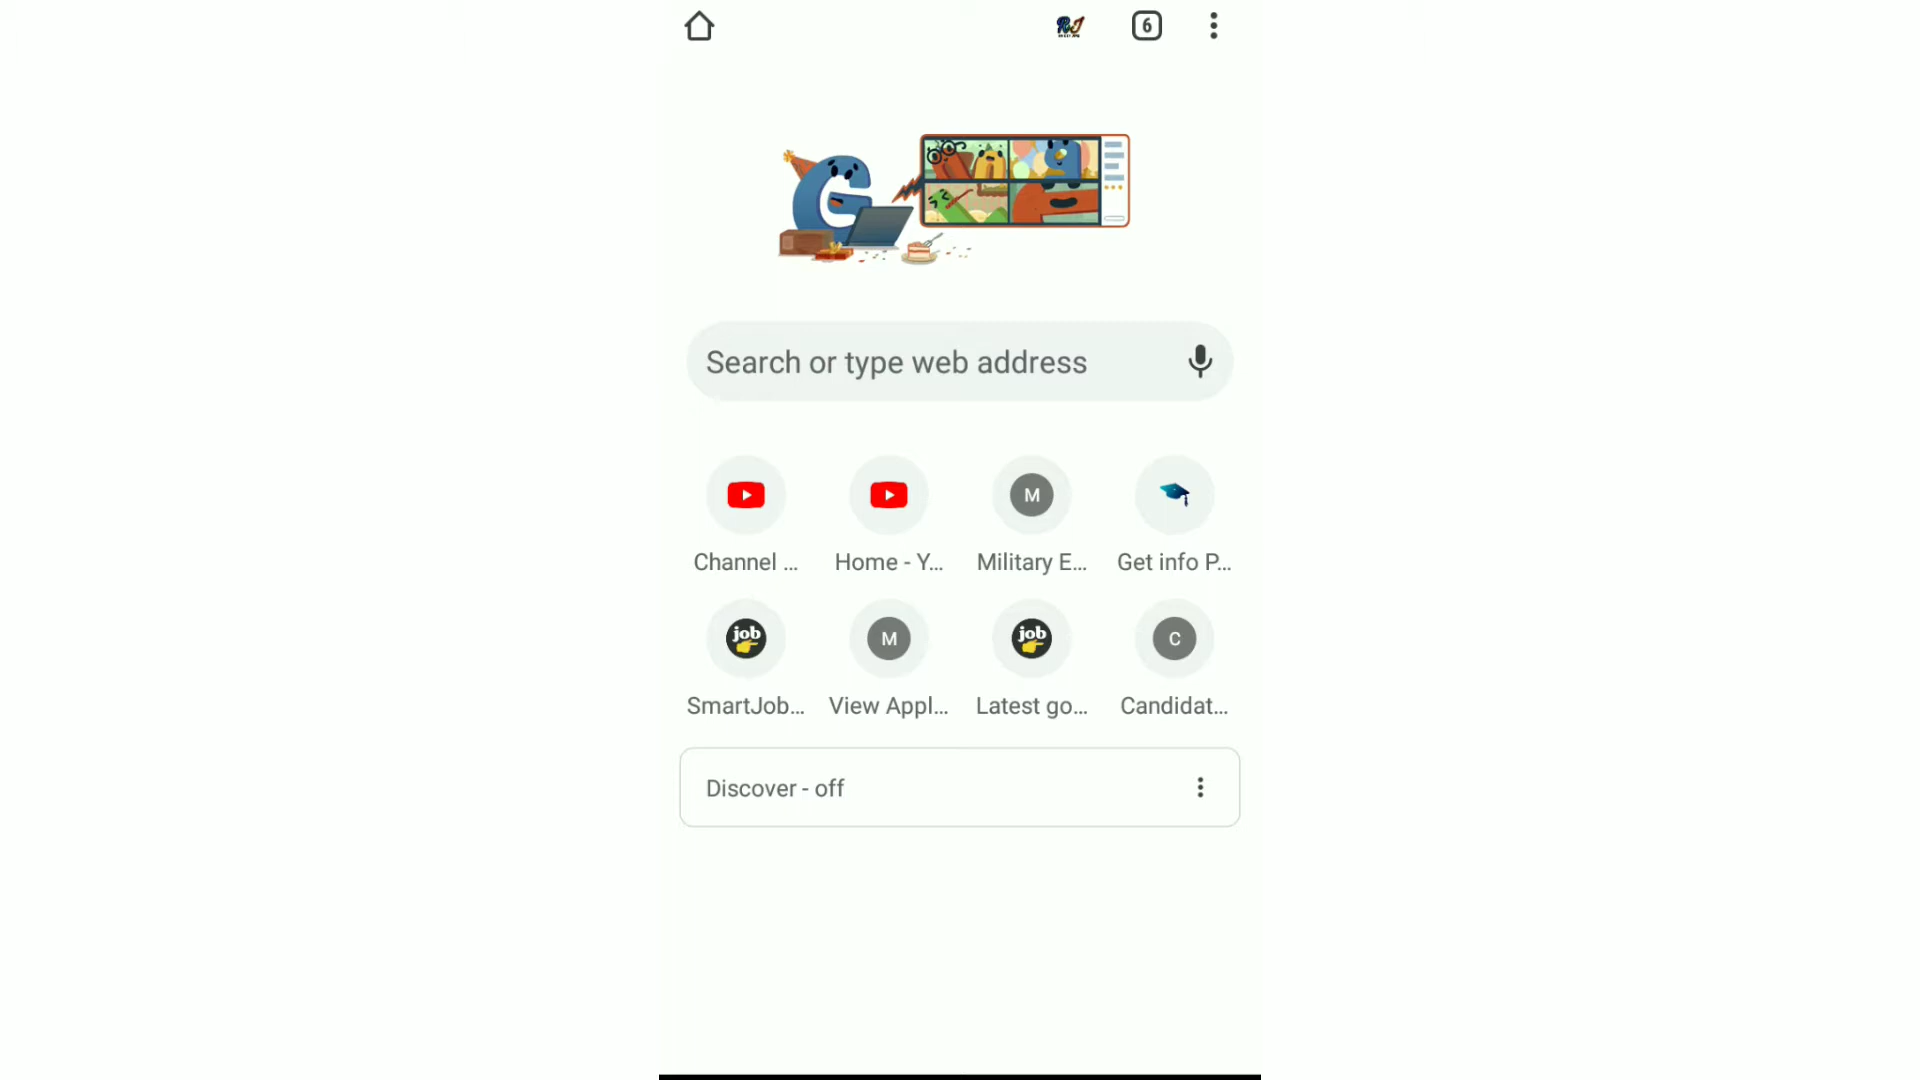 6
Search or type web address
M
Channel ...
Home - Y...
Military E...
Get info P...
job
M
job
C
SmartJob...
View Appl...
Latest go...
Candidat...
Discover - off